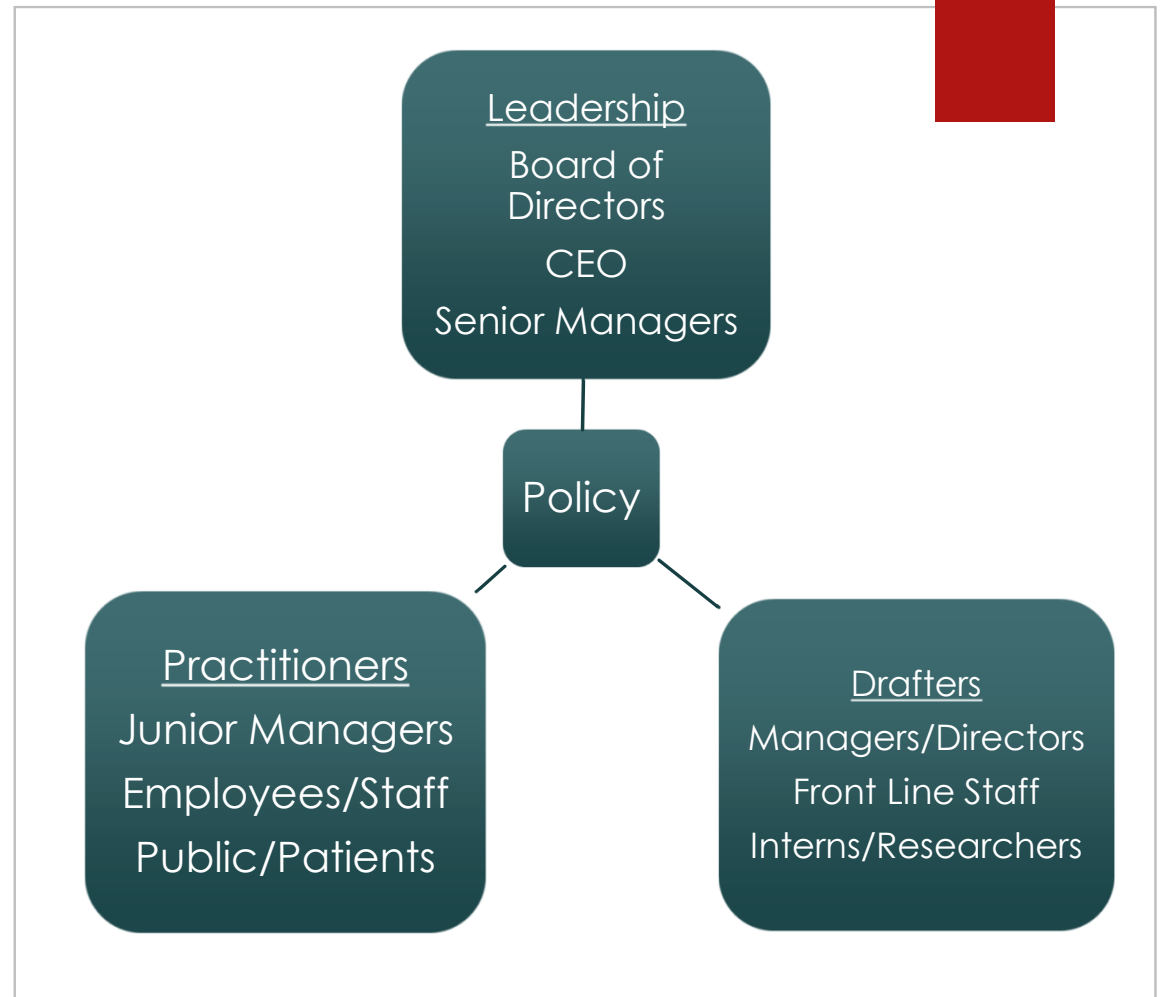 Leadership
Board of
Directors
CEO
Senior Managers
Policy
Practitioners
Junior Managers
Employees/Staff
Public/Patients
Drafters
Managers/Directors
Front Line Staff
Interns/Researchers